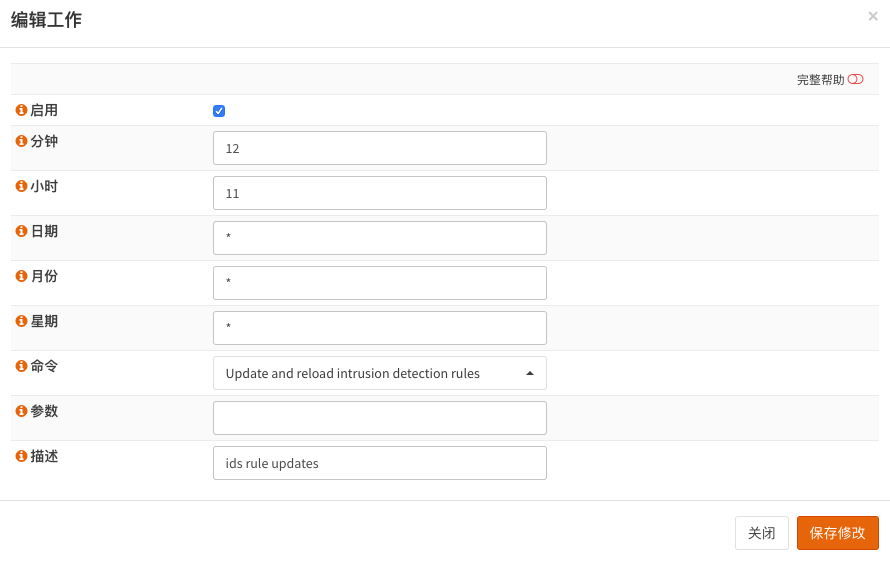 编辑工作
×
完整帮助
启用
分钟
12
小时
11
日期
*
月份
*
星期
*
命令
Update and reload intrusion detection rules
参数
描述
ids rule updates
关闭
保存修改